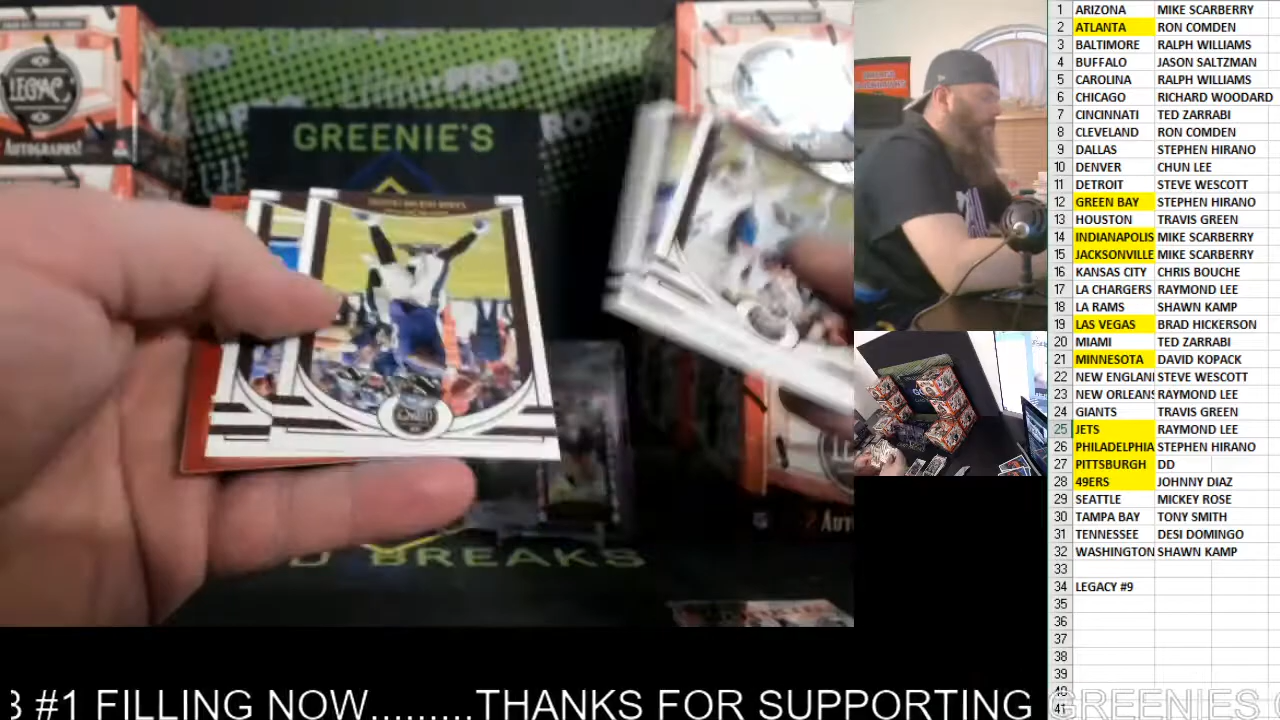 LEGACY
AUTOGRAPHS!
GREENIE'S
BREAKS
1 ARIZONA MIKE SCARBERRY
2 ATLANTA RON COMDEN
3 BALTIMORE RALPH WILLIAMS
4 BUFFALO JASON SALTZMAN
5 CAROLINA RALPH WILLIAMS
6 CHICAGO RICHARD WOODARD
7 CINCINNATI TED ZARRABI
8 CLEVELAND RON COMDEN
9 DALLAS STEPHEN HIRANO
10 DENVER CHUN LEE
11 DETROIT STEVE WESCOTT
12 GREEN BAY STEPHEN HIRANO
13 HOUSTON TRAVIS GREEN
14 INDIANAPOLIS MIKE SCARBERRY
15 JACKSONVILLE MIKE SCARBERRY
16 KANSAS CITY CHRIS BOUCHE
17 LA CHARGERS RAYMOND LEE
18 LA RAMS SHAWN KAMP
19 LAS VEGAS BRAD HICKERSON
20 MIAMI TED ZARRABI
21 MINNESOTA DAVID KOPACK
22 NEW ENGLAN STEVE WESCOTT
23 NEW ORLEANS RAYMOND LEE
24 GIANTS TRAVIS GREEN
25 JETS RAYMOND LEE
26 PHILADELPHIA STEPHEN HIRANO
27 PITTSBURGH DD
28 49ERS JOHNNY DIAZ
29 SEATTLE MICKEY ROSE
30 TAMPA BAY TONY SMITH
31 TENNESSEE DESI DOMINGO
32 WASHINGTON SHAWN KAMP
33
34 LEGACY #9
35
36
37
38
39
40
41
#1 FILLING NOW.........THANKS FOR SUPPORTING GREENIES